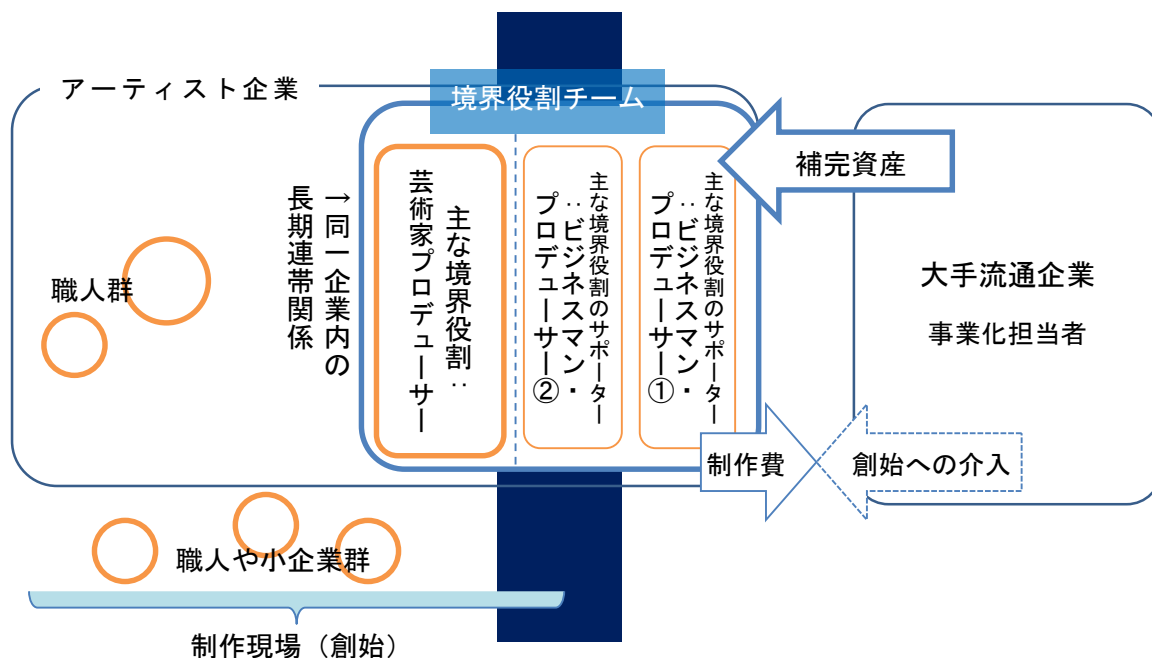 アーティスト企業
境界役割チーム
補完資産
主な境界役割のサポーター
：ビジネスマン・
プロデューサー①
主な境界役割のサポーター
：ビジネスマン・
プロデューサー②
主な境界役割：
芸術家プロデューサー
→同一企業内の
長期連帯関係
職人群
大手流通企業
事業化担当者
制作費
創始への介入
職人や小企業群
制作現場（創始）